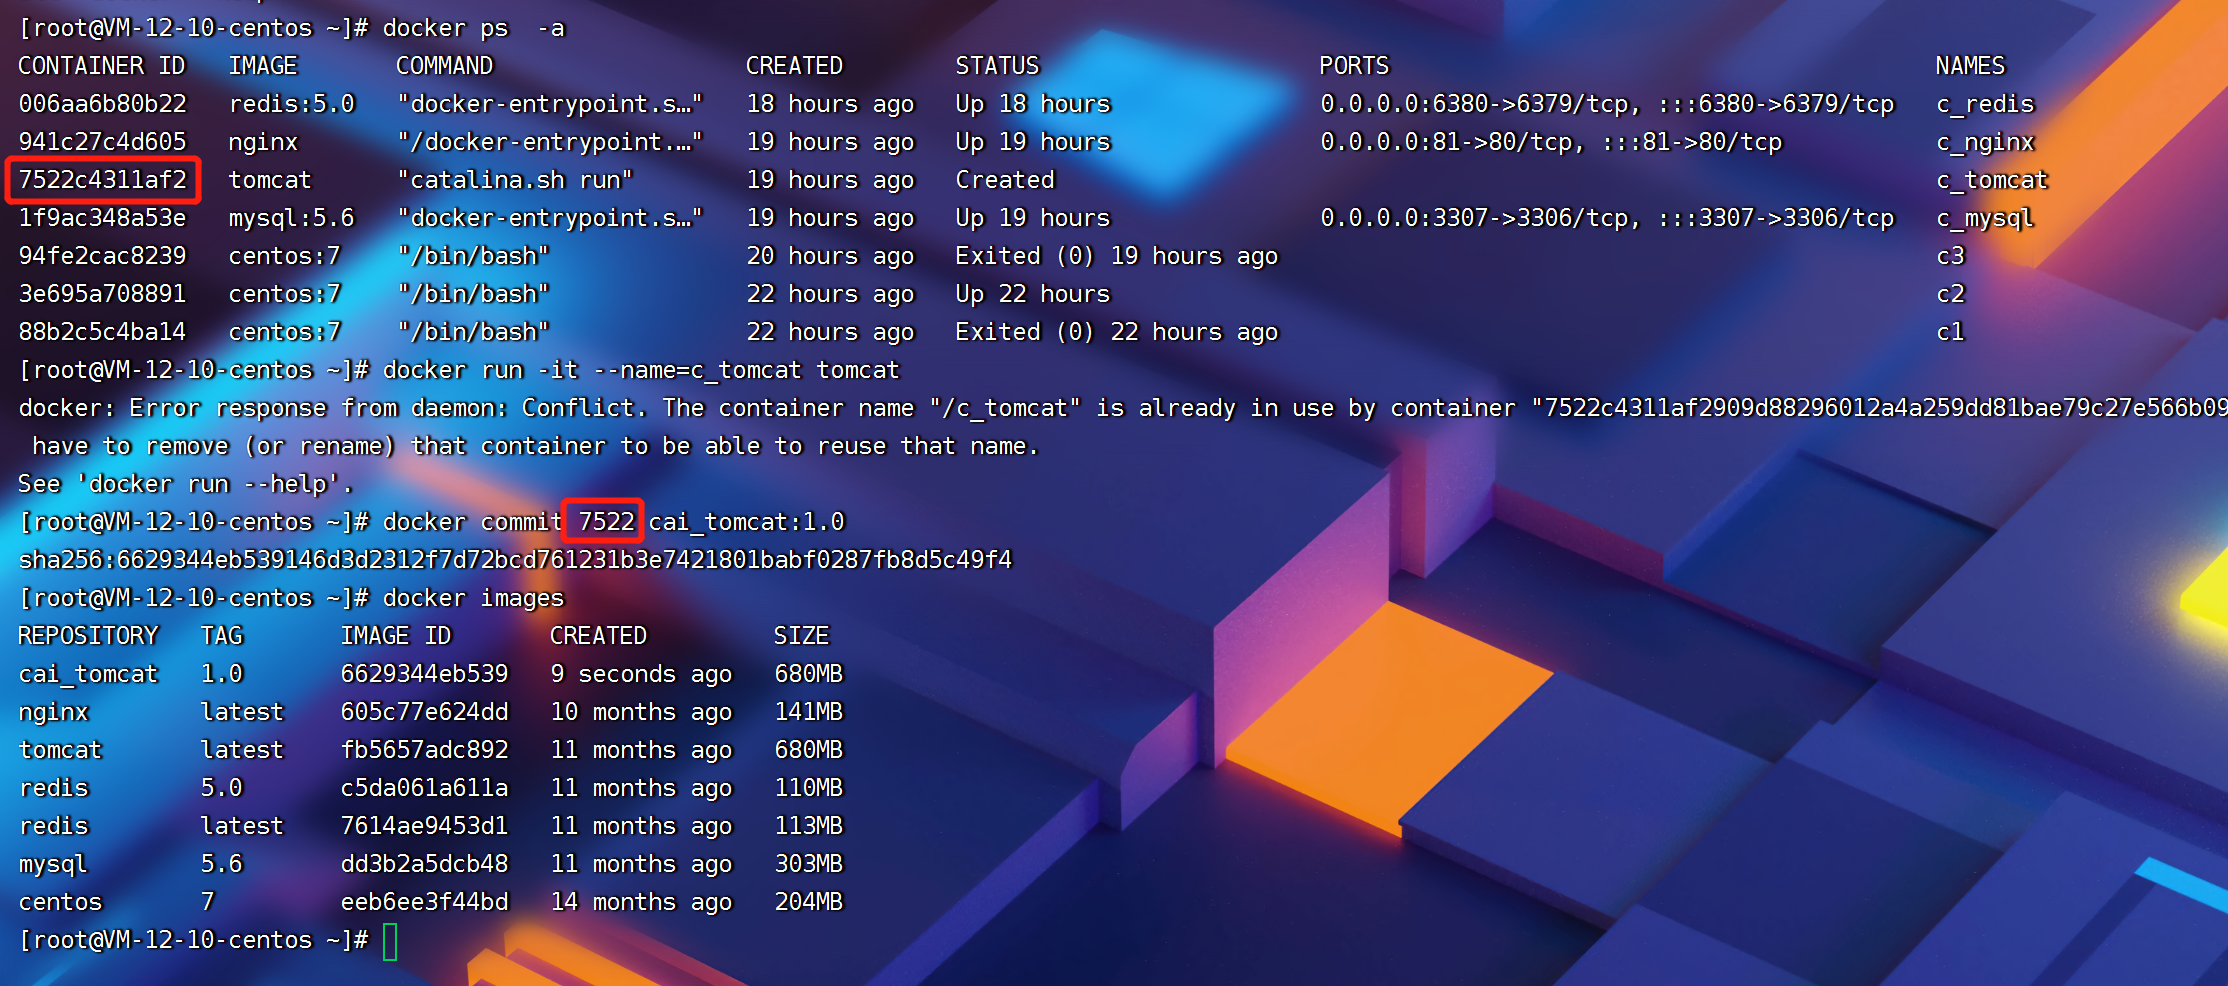 [root@VM-12-10-centos ~]# docker ps  -a
CONTAINER ID   IMAGE       COMMAND                  CREATED        STATUS                      PORTS                                       NAMES
006aa6b80b22   redis:5.0   "docker-entrypoint.s…"   18 hours ago   Up 18 hours                 0.0.0.0:6380->6379/tcp, :::6380->6379/tcp   c_redis
941c27c4d605   nginx       "/docker-entrypoint.…"   19 hours ago   Up 19 hours                 0.0.0.0:81->80/tcp, :::81->80/tcp           c_nginx
7522c4311af2   tomcat      "catalina.sh run"        19 hours ago   Created                                                                 c_tomcat
1f9ac348a53e   mysql:5.6   "docker-entrypoint.s…"   19 hours ago   Up 19 hours                 0.0.0.0:3307->3306/tcp, :::3307->3306/tcp   c_mysql
94fe2cac8239   centos:7    "/bin/bash"              20 hours ago   Exited (0) 19 hours ago                                                 c3
3e695a708891   centos:7    "/bin/bash"              22 hours ago   Up 22 hours                                                             c2
88b2c5c4ba14   centos:7    "/bin/bash"              22 hours ago   Exited (0) 22 hours ago                                                 c1
[root@VM-12-10-centos ~]# docker run -it --name=c_tomcat tomcat
docker: Error response from daemon: Conflict. The container name "/c_tomcat" is already in use by container "7522c4311af2909d88296012a4a259dd81bae79c27e566b09
 have to remove (or rename) that container to be able to reuse that name.
See 'docker run --help'.
[root@VM-12-10-centos ~]# docker commit 7522 cai_tomcat:1.0
sha256:6629344eb539146d3d2312f7d72bcd761231b3e7421801babf0287fb8d5c49f4
[root@VM-12-10-centos ~]# docker images
REPOSITORY   TAG       IMAGE ID       CREATED         SIZE
cai_tomcat   1.0       6629344eb539   9 seconds ago   680MB
nginx        latest    605c77e624dd   10 months ago   141MB
tomcat       latest    fb5657adc892   11 months ago   680MB
redis        5.0       c5da061a611a   11 months ago   110MB
redis        latest    7614ae9453d1   11 months ago   113MB
mysql        5.6       dd3b2a5dcb48   11 months ago   303MB
centos       7         eeb6ee3f44bd   14 months ago   204MB
[root@VM-12-10-centos ~]#